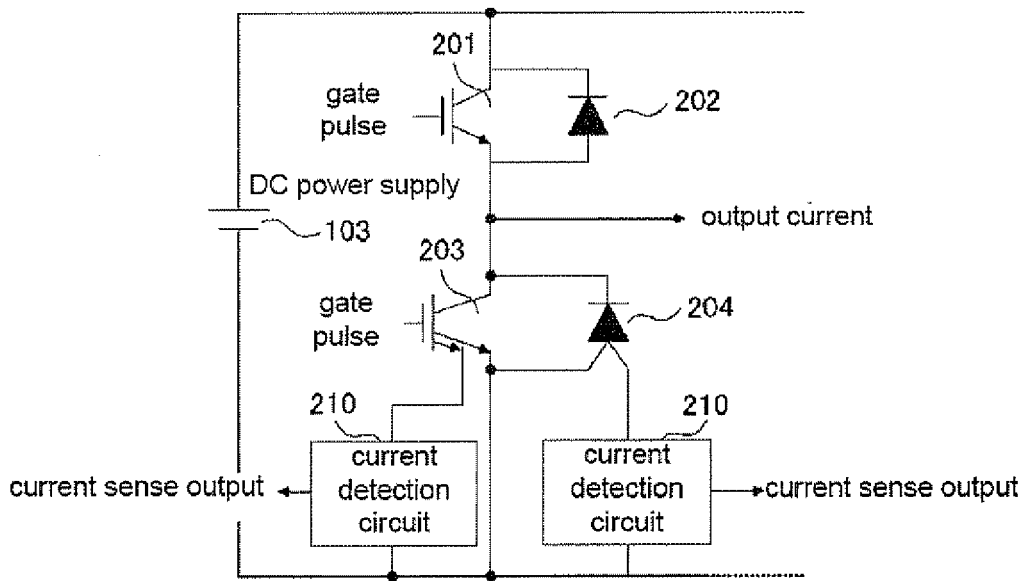 201
gate
pulse
202
DC power supply
103
output current
203
gate
pulse
204
210
210
current
detection
circuit
current
detection
circuit
current sense output
current sense output